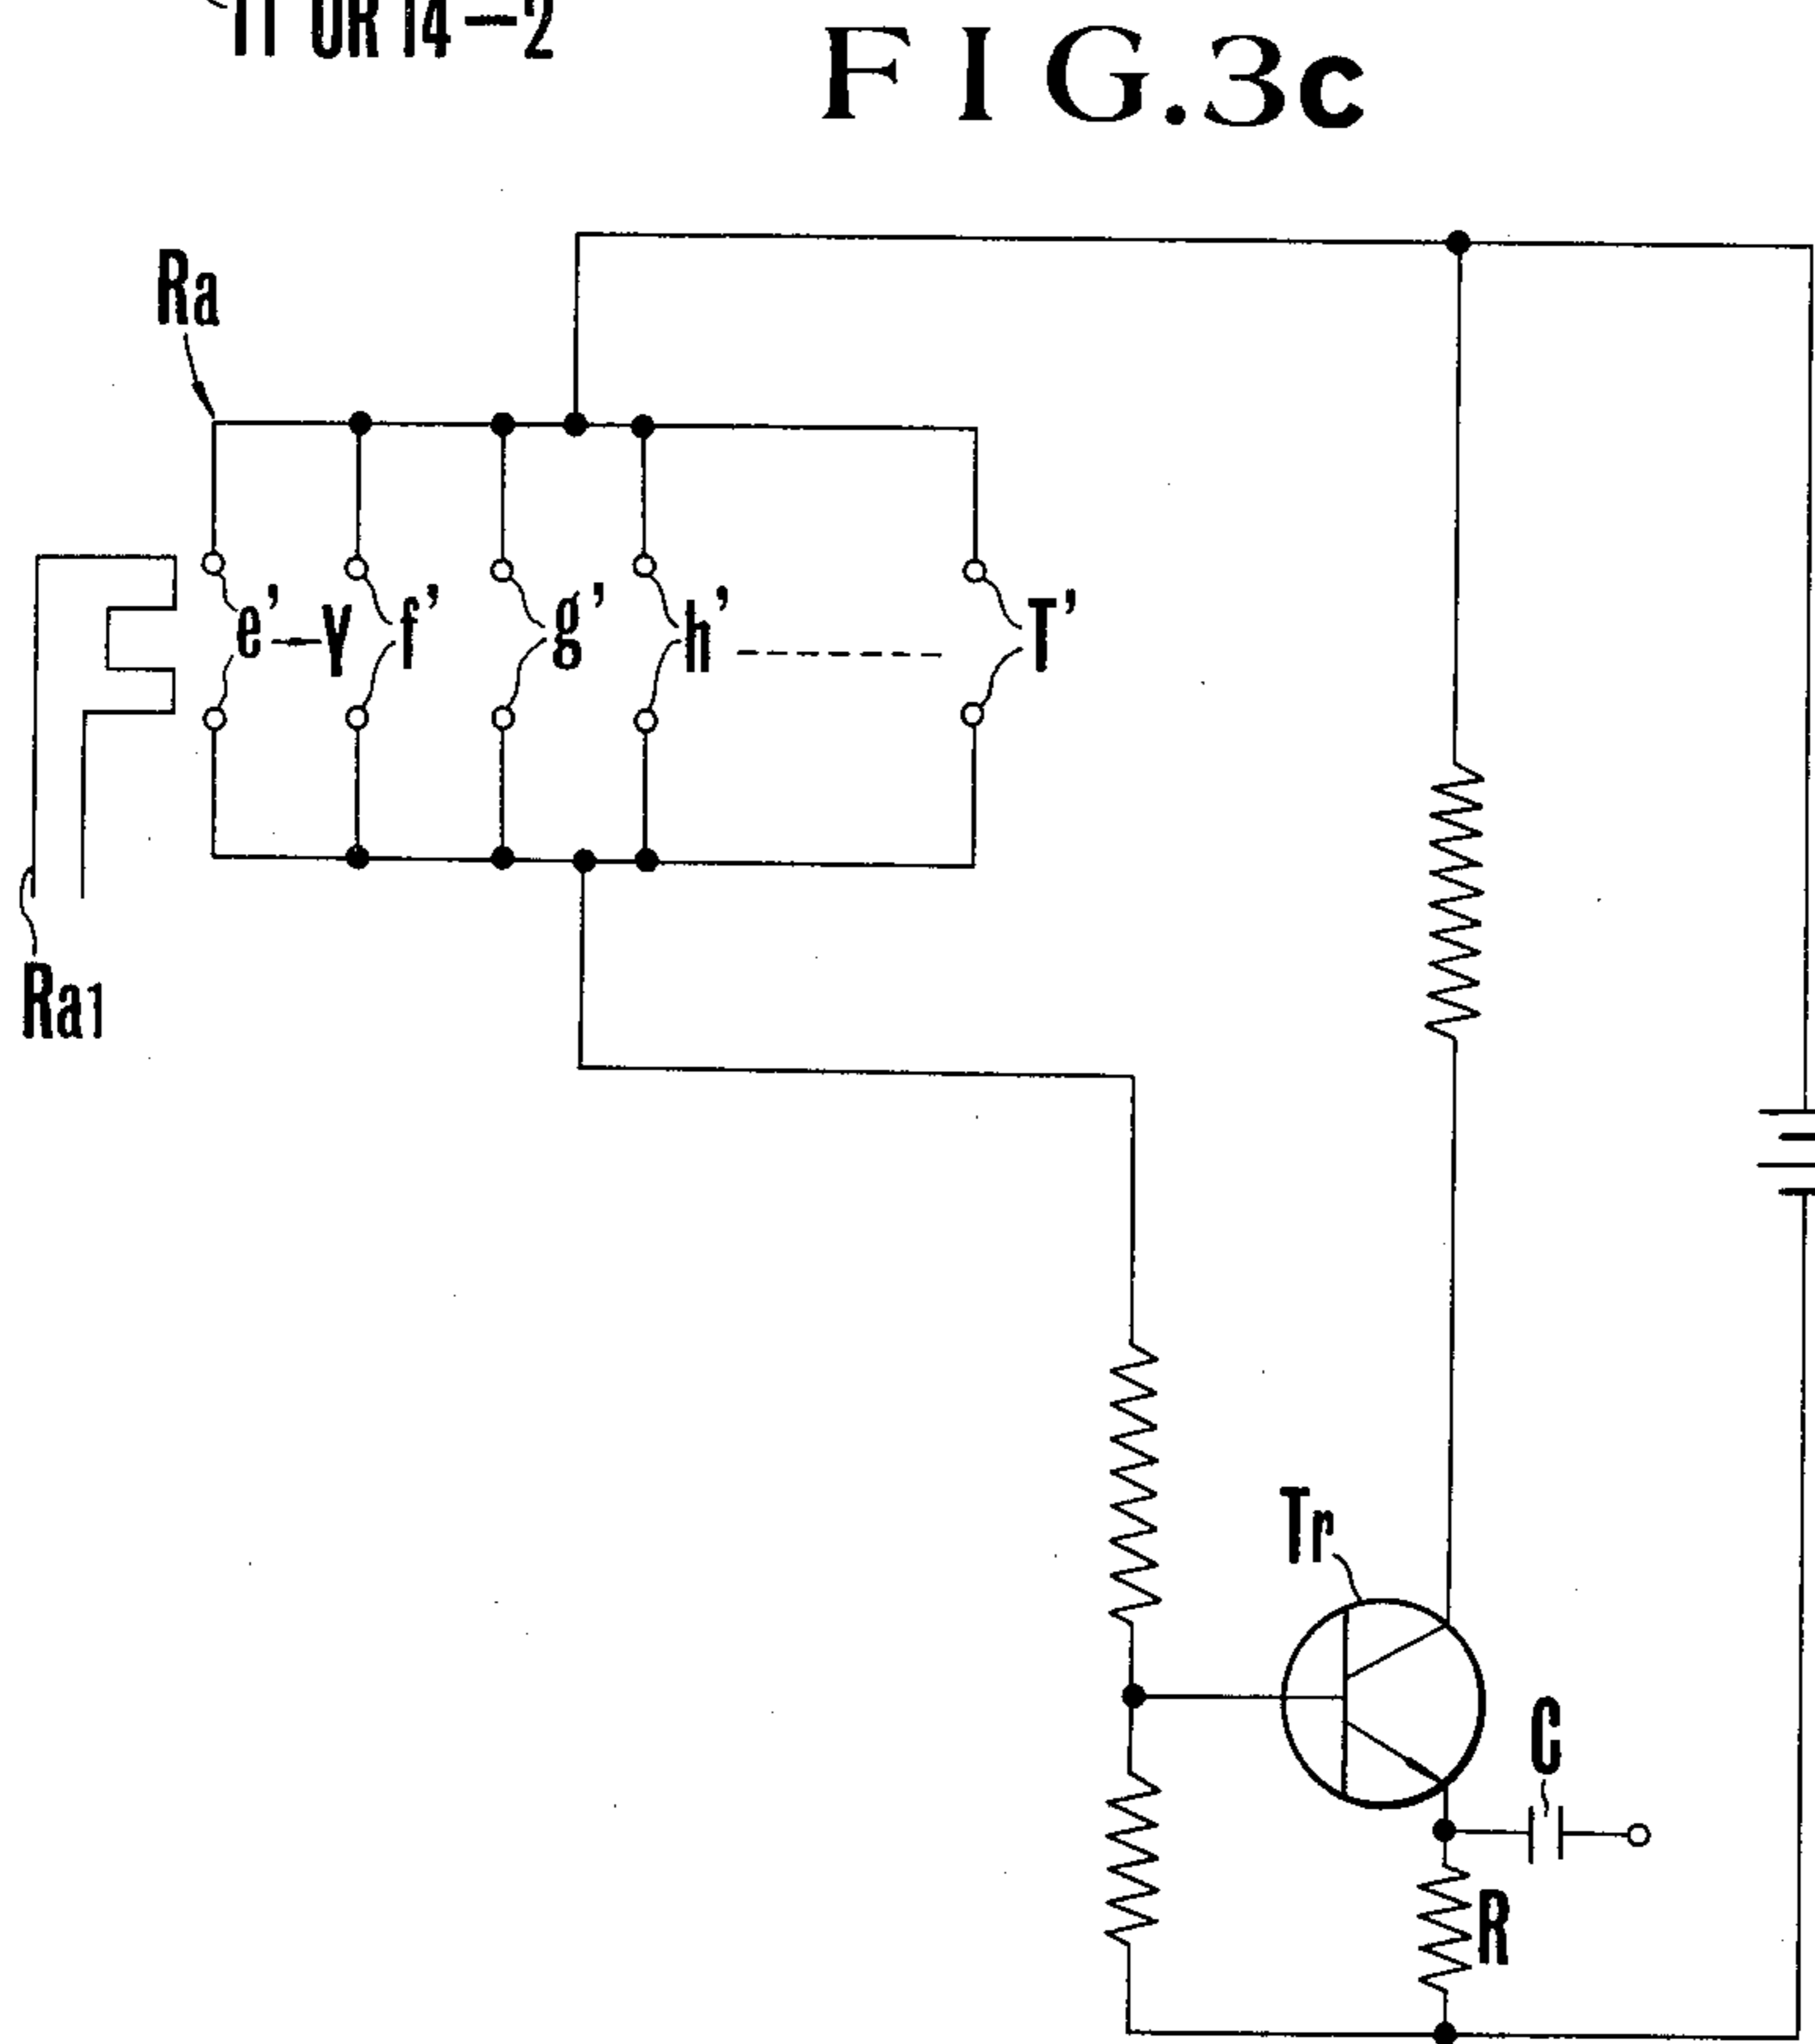 11 OR 14—2
FIG.3c
Ra
e'—Y f' g' h' ------- T'
Ra1
Tr
C
R